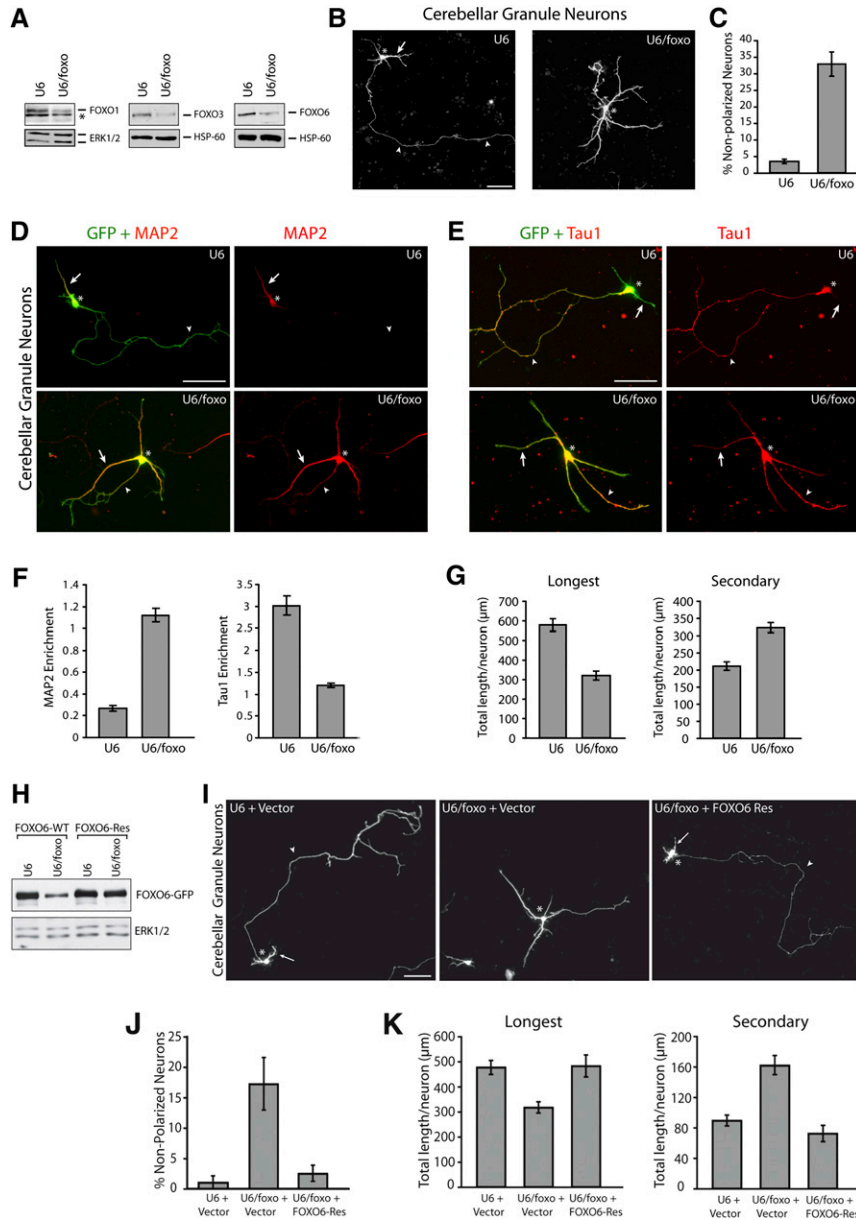 A
U6
U6/foxo
FOXO1
*
ERK1/2
U6
U6/foxo
FOXO3
HSP-60
U6
U6/foxo
FOXO6
HSP-60
B
Cerebellar Granule Neurons
U6
*
U6/foxo
*
C
% Non-polarized Neurons
40
35
30
25
20
15
10
5
0
U6
U6/foxo
D
Cerebellar Granule Neurons
GFP + MAP2
MAP2
U6
*
U6
*
U6/foxo
*
U6/foxo
*
E
GFP + Tau1
Tau1
U6
*
U6
*
U6/foxo
*
U6/foxo
*
F
MAP2 Enrichment
1.4
1.2
1
0.8
0.6
0.4
0.2
0
U6
U6/foxo
Tau1 Enrichment
3.5
3
2.5
2
1.5
1
0.5
0
U6
U6/foxo
G
Longest
Total length/neuron (µm)
700
600
500
400
300
200
100
0
U6
U6/foxo
Secondary
Total length/neuron (µm)
400
350
300
250
200
150
100
50
0
U6
U6/foxo
H
FOXO6-WT
FOXO6-Res
U6
U6/foxo
U6
U6/foxo
FOXO6-GFP
ERK1/2
I
Cerebellar Granule Neurons
U6 + Vector
*
U6/foxo + Vector
*
U6/foxo + FOXO6 Res
*
J
% Non-Polarized Neurons
25
20
15
10
5
0
U6 +
Vector
U6/foxo +
Vector
U6/foxo +
FOXO6-Res
K
Longest
Total length/neuron (µm)
600
500
400
300
200
100
0
U6 +
Vector
U6/foxo +
Vector
U6/foxo +
FOXO6-Res
Secondary
Total length/neuron (µm)
200
160
120
80
40
0
U6 +
Vector
U6/foxo +
Vector
U6/foxo +
FOXO6-Res